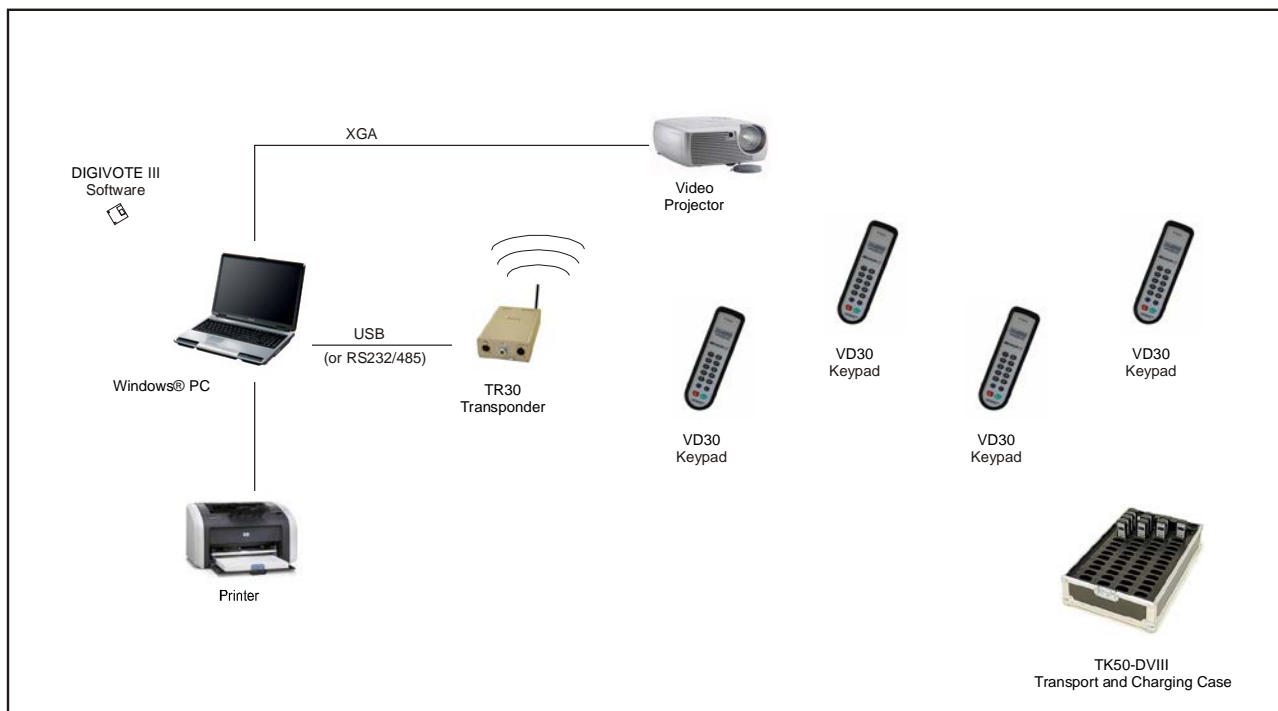 XGA
DIGIVOTE III
Software
Video
Projector
USB
(or RS232/485)
Windows® PC
TR30
Transponder
VD30
Keypad
VD30
Keypad
VD30
Keypad
VD30
Keypad
Printer
TK50-DVIII
Transport and Charging Case